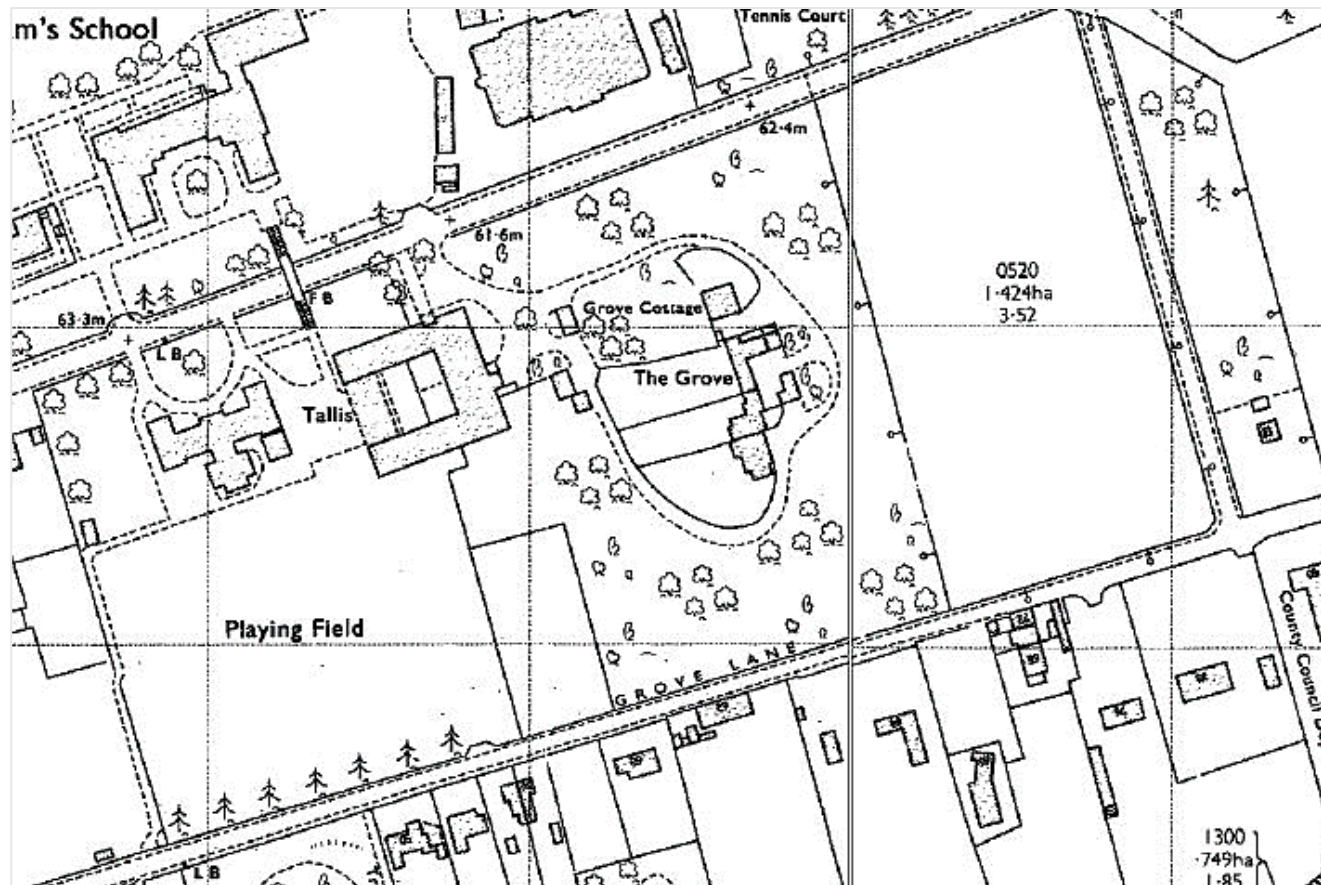 m's School
Tennis Court
62·4m
61·6m
0520
1·424ha
3·52
Grove Cottage
F B
63·3m
L B
The Grove
Tallis
Playing Field
GROVE LANE
County Council
1300
·749ha
1·85
L B